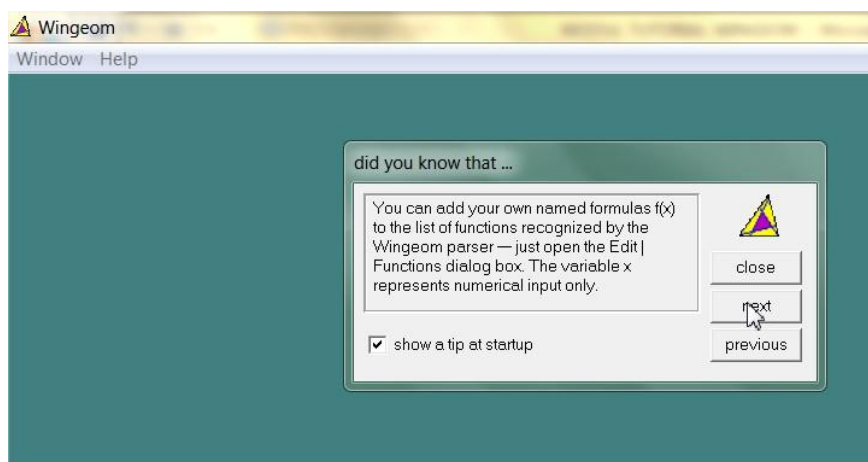 Wingeom
Window Help
did you know that ...
You can add your own named formulas f(x)
to the list of functions recognized by the
Wingeom parser — just open the Edit |
Functions dialog box. The variable x
represents numerical input only.
close
next
previous
show a tip at startup